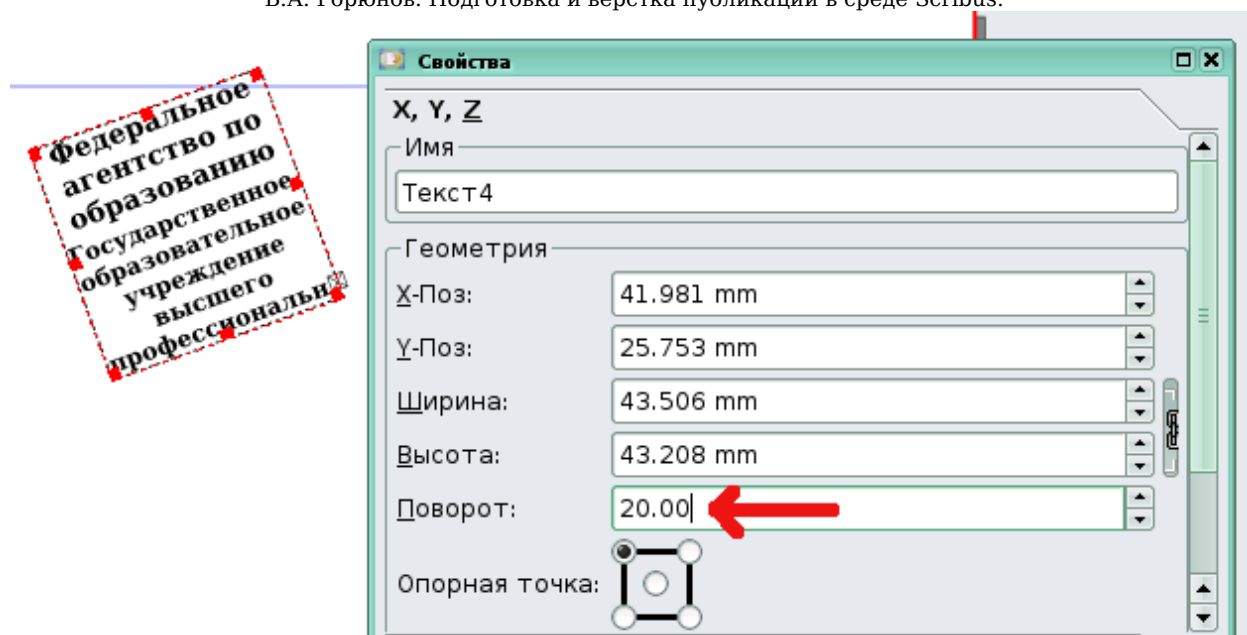 В.А. Горюнов. Подготовка и верстка публикаций в среде Scribus.
Федеральное
агентство по
образованию
Государственное
образовательное
учреждение
высшего
профессиональн
Свойства
X, Y, Z
Имя
Текст4
Геометрия
X-Поз: 41.981 mm
Y-Поз: 25.753 mm
Ширина: 43.506 mm
Высота: 43.208 mm
Поворот: 20.00
Опорная точка: